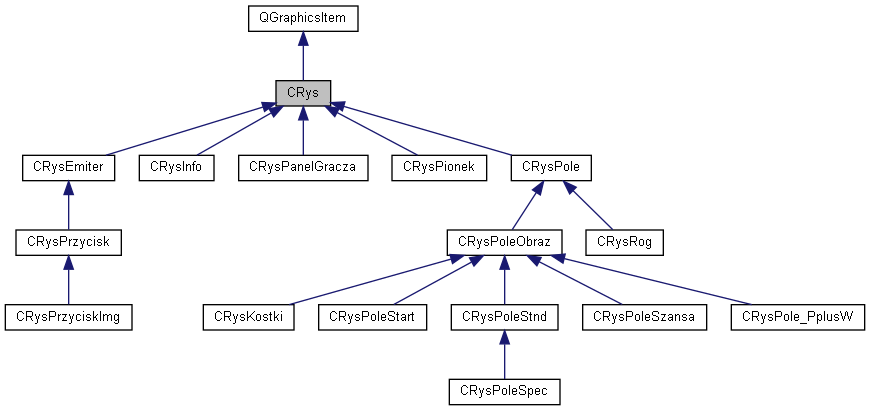 QGraphicsItem
CRys
CRysEmiter
CRysInfo
CRysPanelGracza
CRysPionek
CRysPole
CRysPrzycisk
CRysPoleObraz
CRysRog
CRysPrzyciskImg
CRysKostki
CRysPoleStart
CRysPoleStnd
CRysPoleSzansa
CRysPole_PplusW
CRysPoleSpec